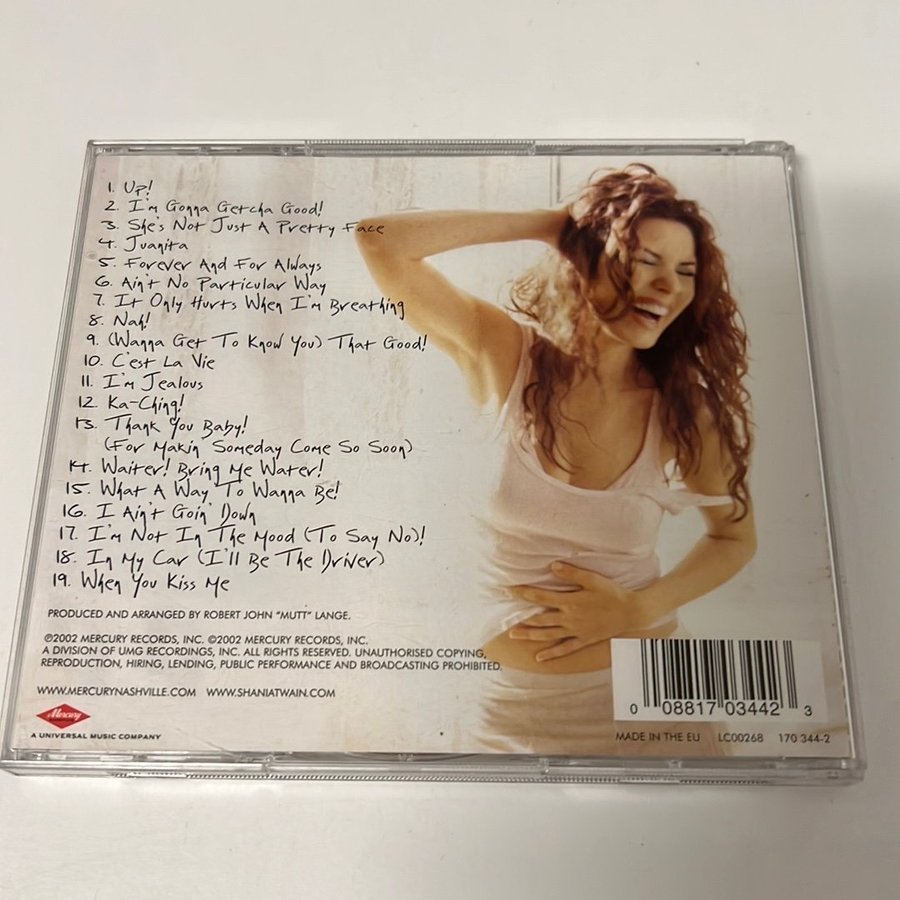 1. Up!
2. I'm Gonna Getcha Good!
3. She's Not Just A Pretty Face
4. Juanita
5. Forever And For Always
6. Ain't No Particular Way
7. It Only Hurts When I'm Breathing
8. Nah!
9. (Wanna Get To Know You) That Good!
10. C'est La Vie
11. I'm Jealous
12. Ka-Ching!
13. Thank You Baby!
(For Makin' Someday Come So Soon)
14. Waiter! Bring Me Water!
15. What A Way To Wanna Be!
16. I Ain't Goin' Down
17. I'm Not In The Mood (To Say No)!
18. In My Car (I'll Be The Driver)
19. When You Kiss Me
PRODUCED AND ARRANGED BY ROBERT JOHN "MUTT" LANGE.
℗2002 MERCURY RECORDS, INC. ©2002 MERCURY RECORDS, INC.
A DIVISION OF UMG RECORDINGS, INC. ALL RIGHTS RESERVED. UNAUTHORISED COPYING,
REPRODUCTION, HIRING, LENDING, PUBLIC PERFORMANCE AND BROADCASTING PROHIBITED.
WWW.MERCURYNASHVILLE.COM WWW.SHANIATWAIN.COM
Mercury
A UNIVERSAL MUSIC COMPANY
0 08817 03442 3
MADE IN THE EU LC00268 170 344-2